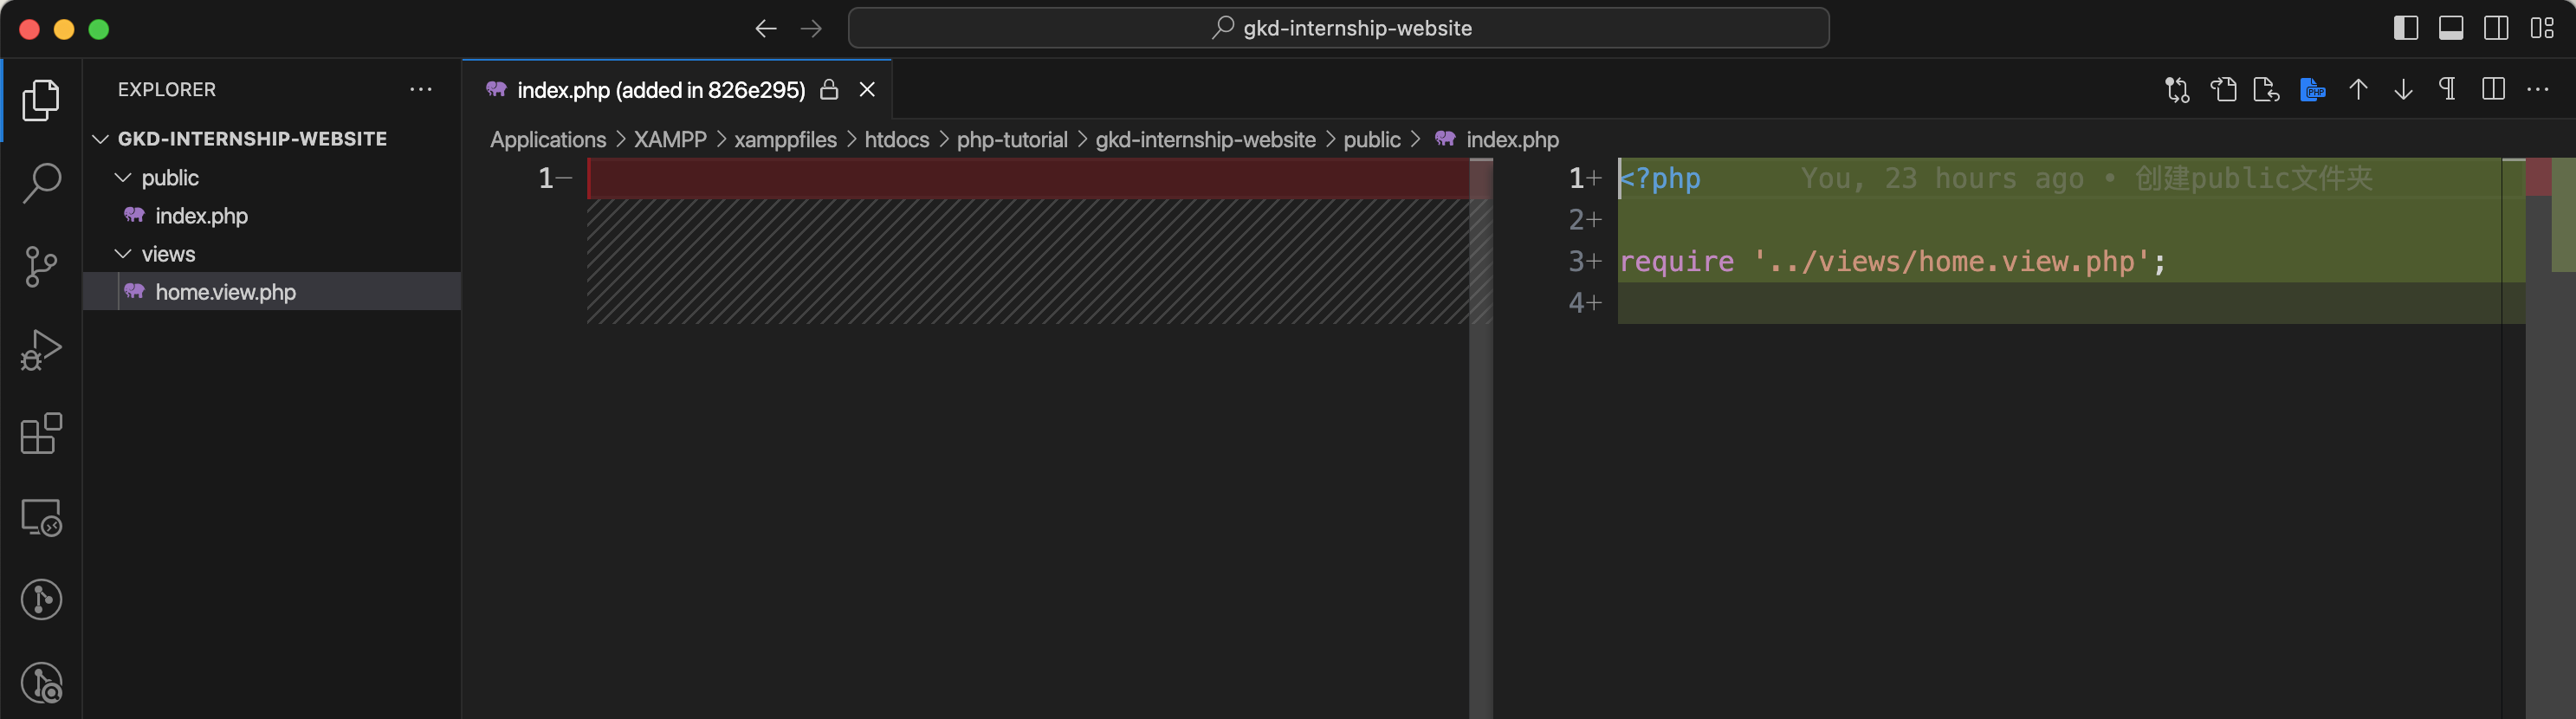 gkd-internship-website
EXPLORER
GKD-INTERNSHIP-WEBSITE
public
index.php
views
home.view.php
index.php (added in 826e295)
PHP
Applications > XAMPP > xamppfiles > htdocs > php-tutorial > gkd-internship-website > public > index.php
1−
1+ <?php You, 23 hours ago • 创建public文件夹
2+
3+ require '../views/home.view.php';
4+